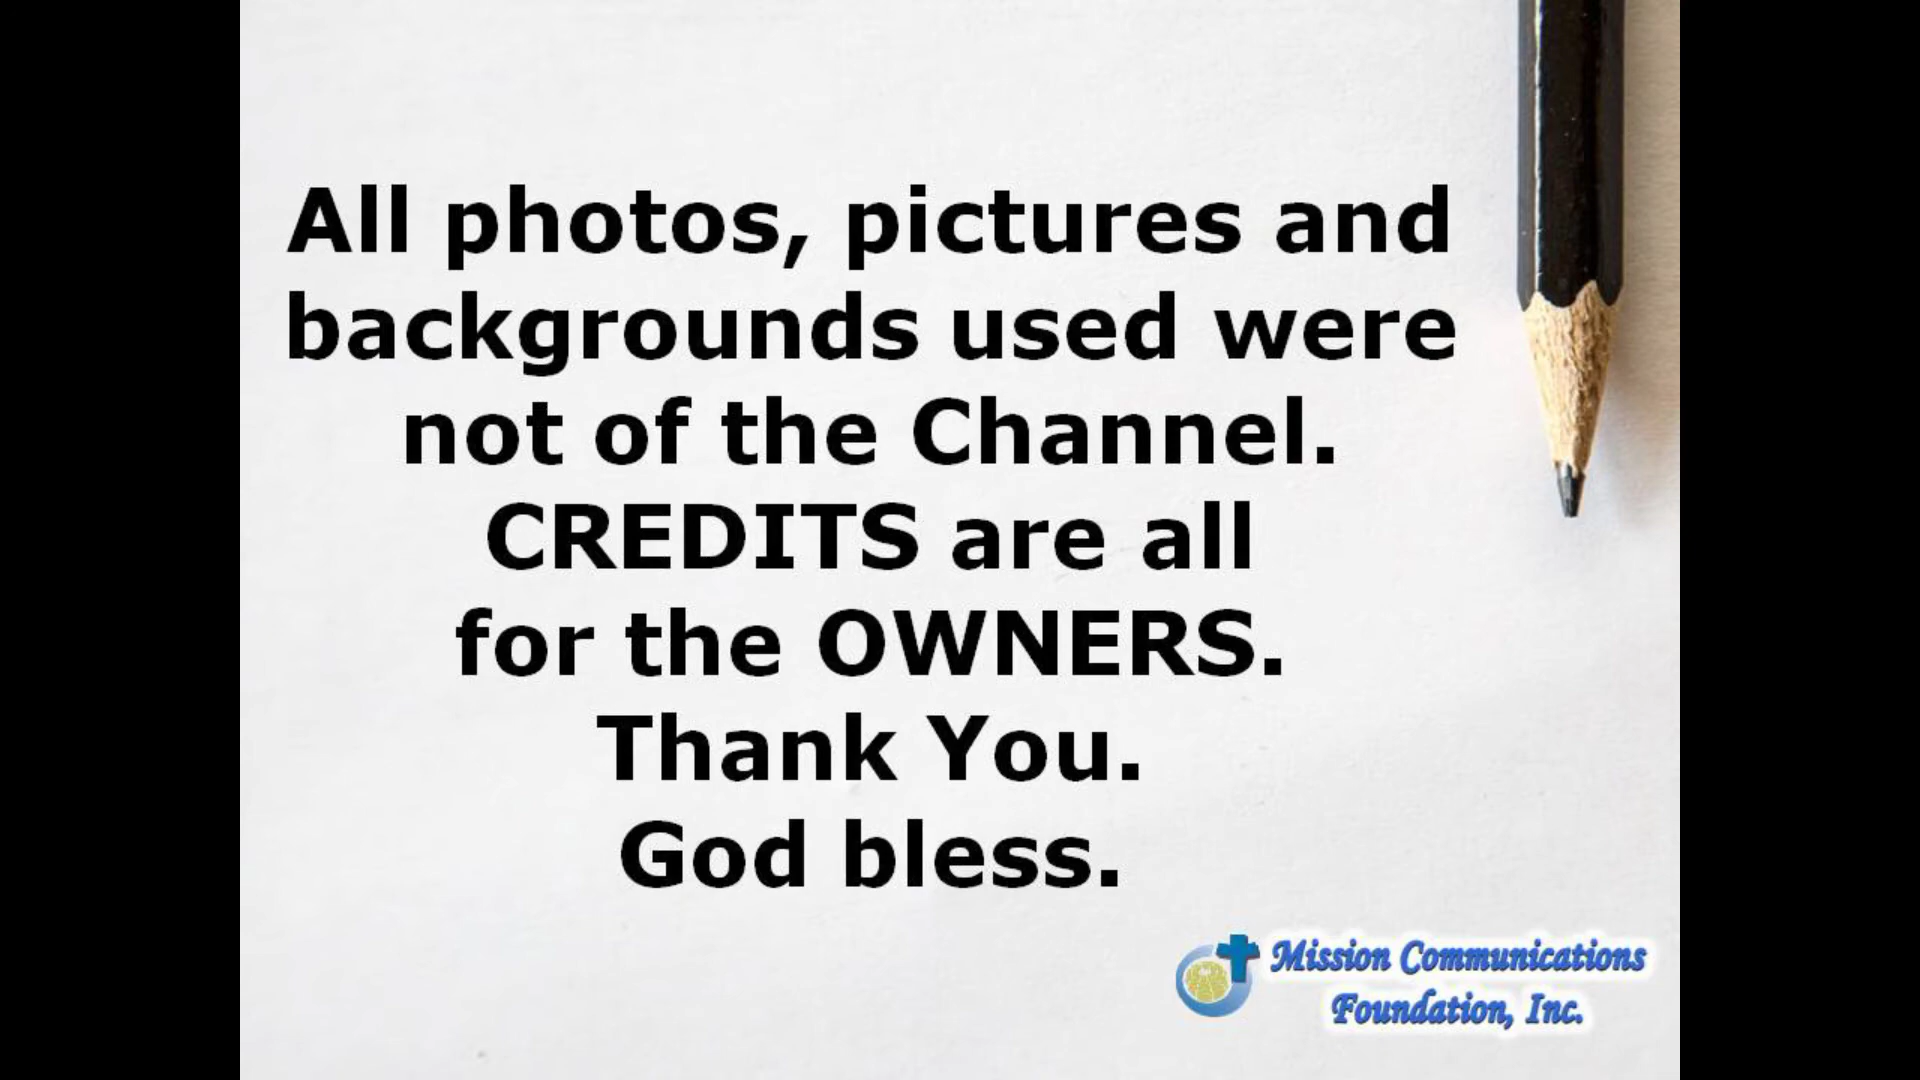 All photos, pictures and
backgrounds used were
not of the Channel.
CREDITS are all
for the OWNERS.
Thank You.
God bless.
Mission Communications
Foundation, Inc.